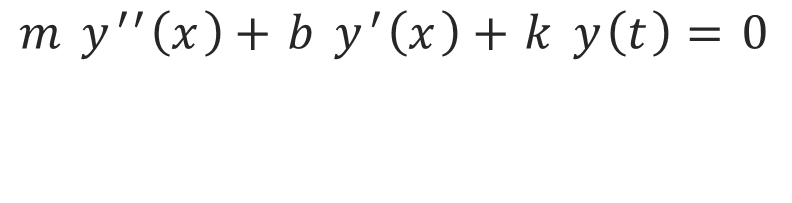 m y′′(x) + b y′(x) + k y(t) = 0